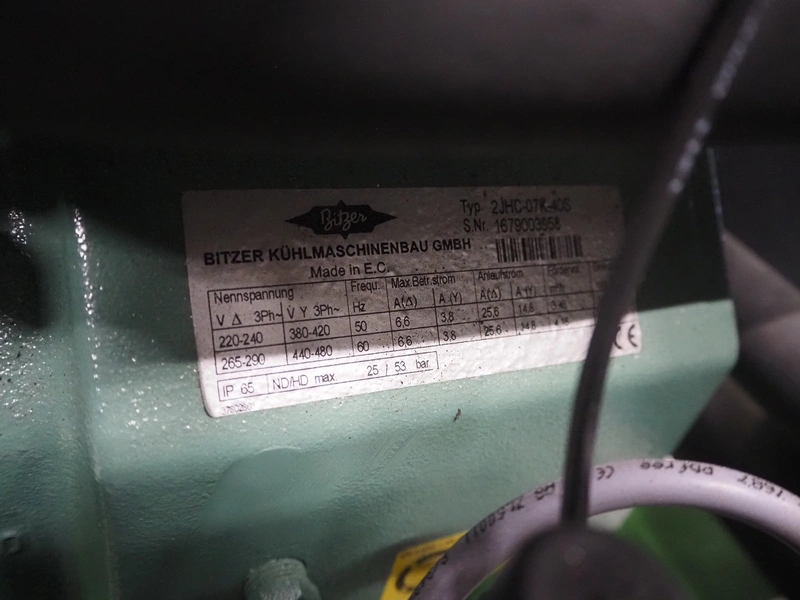 Bitzer
Typ 2JHC-07K-40S
S.Nr. 1679003958
BITZER KÜHLMASCHINENBAU GMBH
Made in E.C.
Nennspannung Frequ. Max.Betr.strom Anlaufstrom
V Δ 3Ph~ V Y 3Ph~ Hz A(Δ) A (Y) A(Δ) A (Y)
220-240 380-420 50 6,6 3,8 25,6 14,8
265-290 440-480 60 6,6 3,8 25,6 14,8
IP 65 ND/HD max. 25 / 53 bar
CE